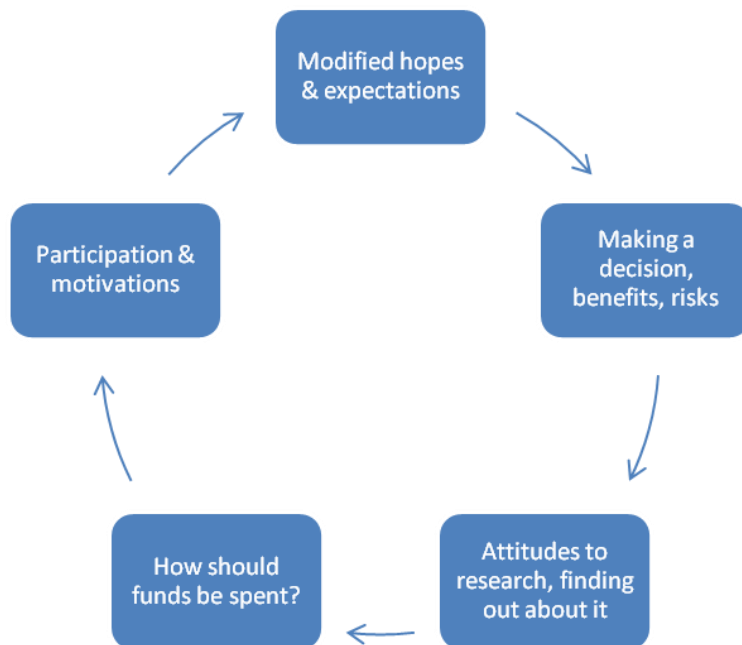 Modified hopes
& expectations
Making a
decision,
benefits, risks
Attitudes to
research, finding
out about it
How should
funds be spent?
Participation &
motivations